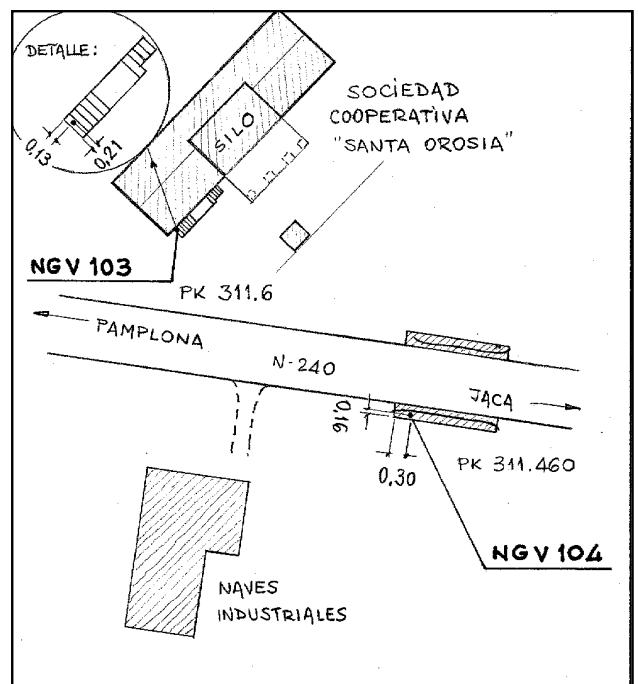 DETALLE:
0,13
0,21
SILO
SOCIEDAD
COOPERATIVA
"SANTA OROSIA"
NGV 103
PK 311.6
PAMPLONA
N-240
JACA
0,16
0,30
PK 311.460
NGV 104
NAVES
INDUSTRIALES